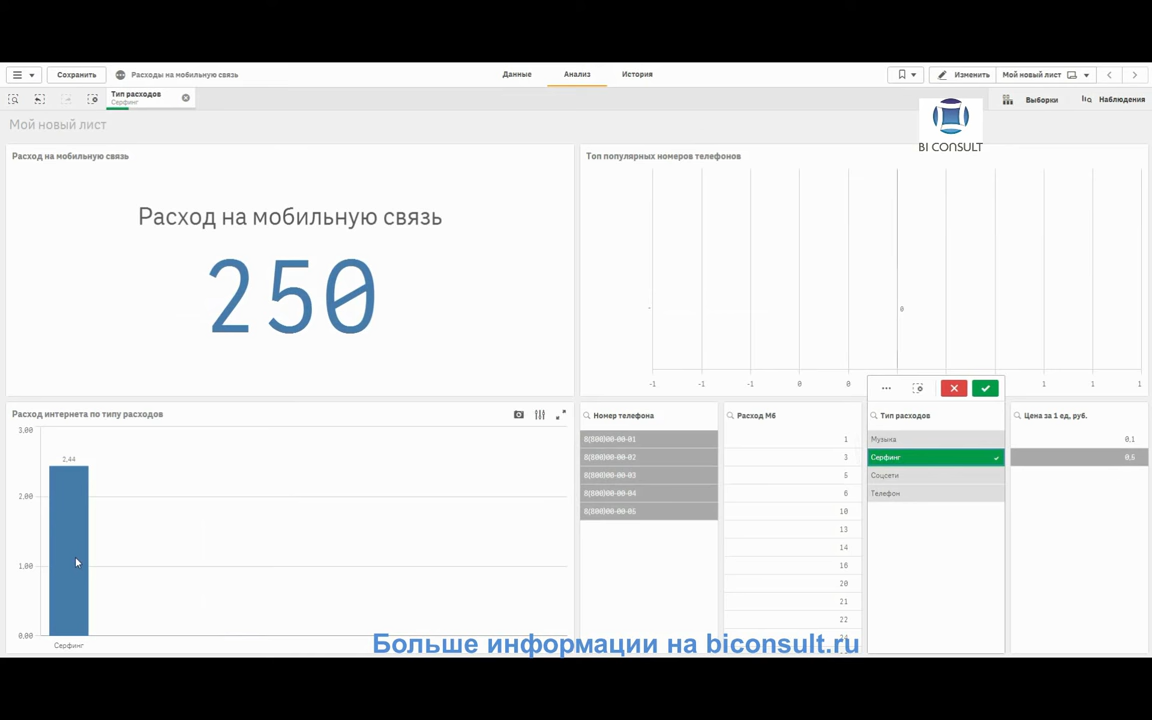 Сохранить
Расходы на мобильную связь
Данные
Анализ
История
Изменить
Мой новый лист
Тип расходов
Серфинг
Выборки
Наблюдения
Мой новый лист
BI CONSULT
Расход на мобильную связь
Расход на мобильную связь
250
Топ популярных номеров телефонов
-
0
-1
-1
-1
0
0
1
1
1
Расход интернета по типу расходов
3.00
2.44
2.00
1.00
0.00
Серфинг
Номер телефона
8(800)00-00-01
8(800)00-00-02
8(800)00-00-03
8(800)00-00-04
8(800)00-00-05
Расход Мб
1
3
5
6
10
13
14
16
20
21
22
Тип расходов
Музыка
Серфинг
Соцсети
Телефон
Цена за 1 ед, руб.
0,1
0,5
Больше информации на biconsult.ru